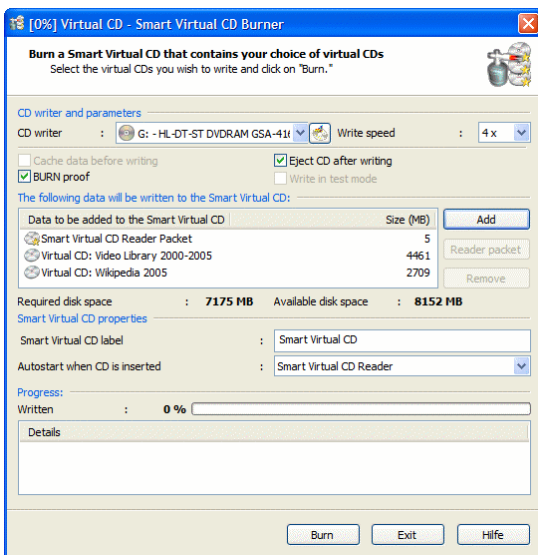 [0%] Virtual CD - Smart Virtual CD Burner
Burn a Smart Virtual CD that contains your choice of virtual CDs
Select the virtual CDs you wish to write and click on "Burn."
CD writer and parameters
CD writer : G: - HL-DT-ST DVDRAM GSA-416 Write speed : 4 x
Cache data before writing Eject CD after writing
BURN proof Write in test mode
The following data will be written to the Smart Virtual CD:
Data to be added to the Smart Virtual CD Size (MB) Add
Smart Virtual CD Reader Packet 5
Virtual CD: Video Library 2000-2005 4461 Reader packet
Virtual CD: Wikipedia 2005 2709 Remove
Required disk space : 7175 MB Available disk space : 8152 MB
Smart Virtual CD properties
Smart Virtual CD label : Smart Virtual CD
Autostart when CD is inserted : Smart Virtual CD Reader
Progress:
Written : 0 %
Details
Burn Exit Hilfe